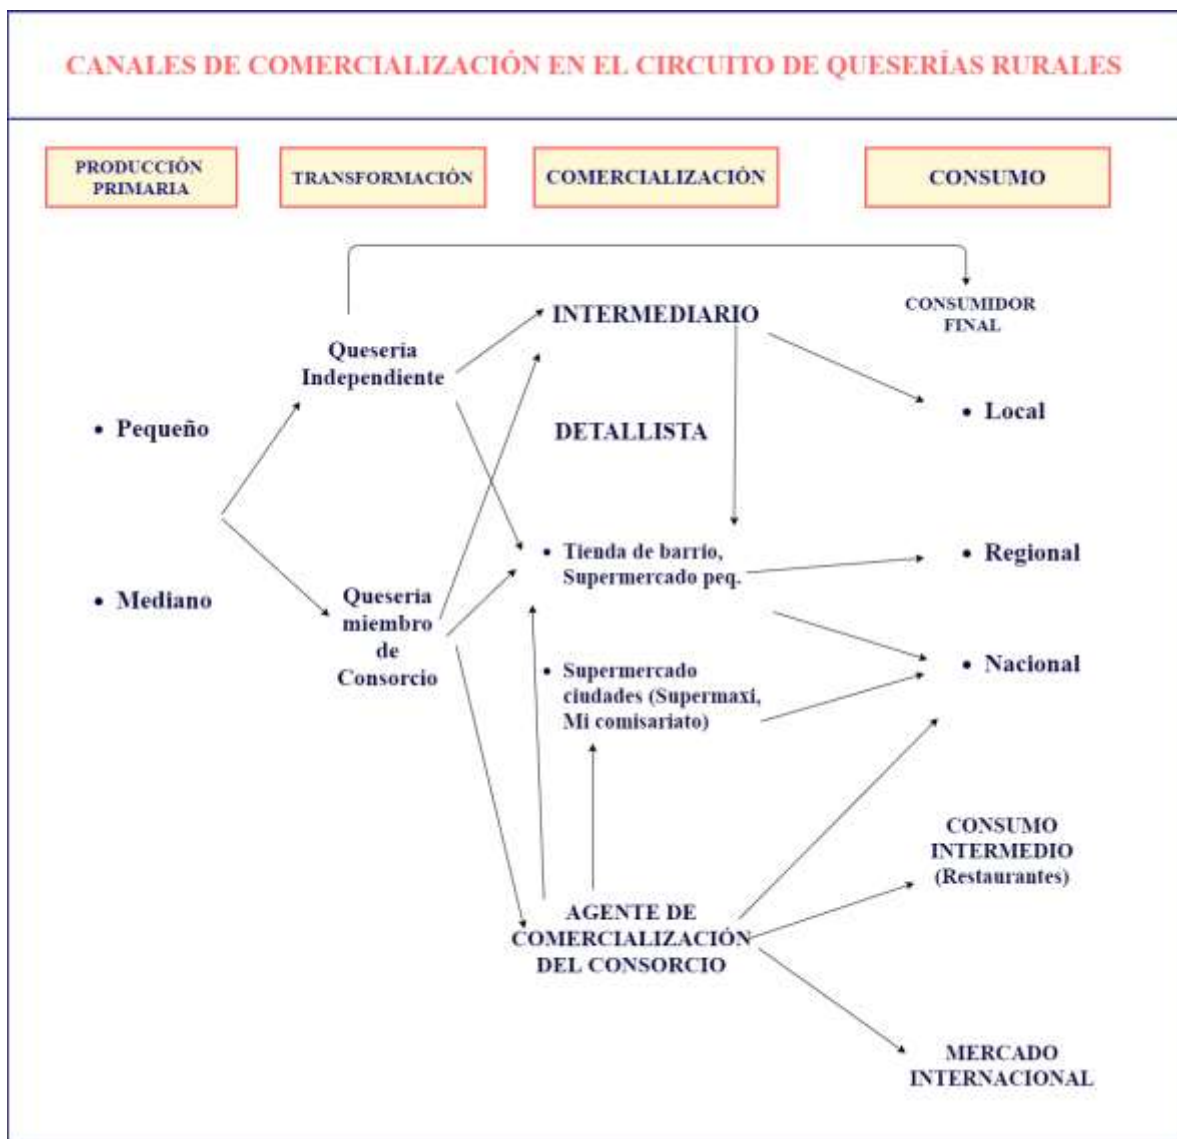 CANALES DE COMERCIALIZACIÓN EN EL CIRCUITO DE QUESERÍAS RURALES
PRODUCCIÓN
PRIMARIA
TRANSFORMACIÓN
COMERCIALIZACIÓN
CONSUMO
• Pequeño
• Mediano
Quesería
Independiente
Quesería
miembro
de
Consorcio
INTERMEDIARIO
DETALLISTA
• Tienda de barrio,
Supermercado peq.
• Supermercado
ciudades (Supermaxi,
Mi comisariato)
AGENTE DE
COMERCIALIZACIÓN
DEL CONSORCIO
CONSUMIDOR
FINAL
• Local
• Regional
• Nacional
CONSUMO
INTERMEDIO
(Restaurantes)
MERCADO
INTERNACIONAL